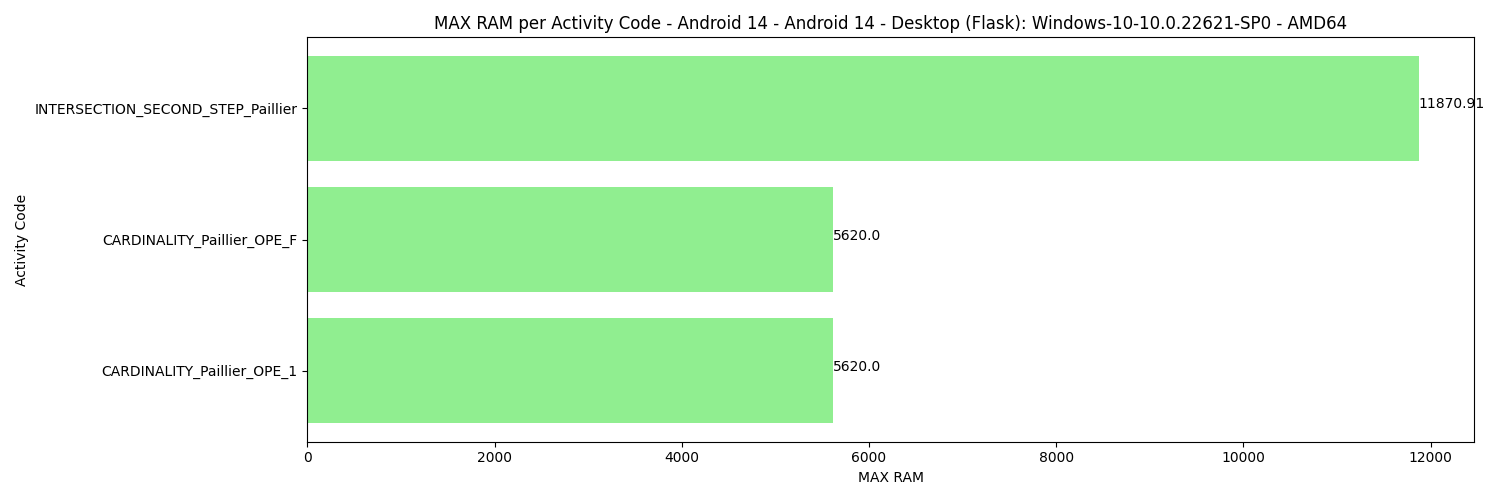 MAX RAM per Activity Code - Android 14 - Android 14 - Desktop (Flask): Windows-10-10.0.22621-SP0 - AMD64
INTERSECTION_SECOND_STEP_Paillier
11870.91
CARDINALITY_Paillier_OPE_F
5620.0
CARDINALITY_Paillier_OPE_1
5620.0
Activity Code
0 2000 4000 6000 8000 10000 12000
MAX RAM